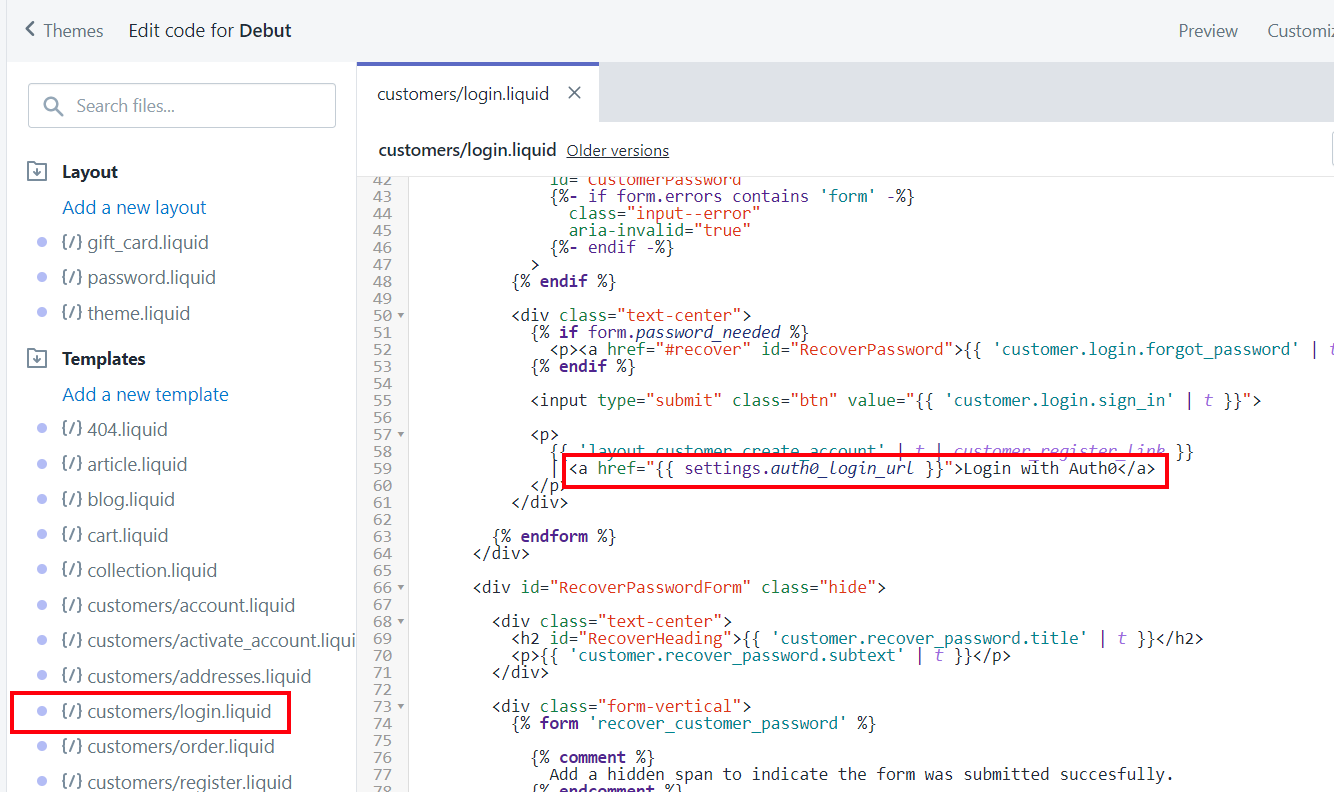 Themes
Edit code for Debut
Preview
Customiz
Search files...
Layout
Add a new layout
{/} gift_card.liquid
{/} password.liquid
{/} theme.liquid
Templates
Add a new template
{/} 404.liquid
{/} article.liquid
{/} blog.liquid
{/} cart.liquid
{/} collection.liquid
{/} customers/account.liquid
{/} customers/activate_account.liqui
{/} customers/addresses.liquid
{/} customers/login.liquid
{/} customers/order.liquid
{/} customers/register.liquid
customers/login.liquid ×
customers/login.liquid Older versions
42 id="CustomerPassword"
43 {%- if form.errors contains 'form' -%}
44 class="input--error"
45 aria-invalid="true"
46 {%- endif -%}
47 >
48 {% endif %}
49
50 <div class="text-center">
51 {% if form.password_needed %}
52 <p><a href="#recover" id="RecoverPassword">{{ 'customer.login.forgot_password' | t
53 {% endif %}
54
55 <input type="submit" class="btn" value="{{ 'customer.login.sign_in' | t }}">
56
57 <p>
58 {{ 'layout.customer.create_account' | t | customer_register_link }}
59 | <a href="{{ settings.auth0_login_url }}">Login with Auth0</a>
60 </p>
61 </div>
62
63 {% endform %}
64 </div>
65
66 <div id="RecoverPasswordForm" class="hide">
67
68 <div class="text-center">
69 <h2 id="RecoverHeading">{{ 'customer.recover_password.title' | t }}</h2>
70 <p>{{ 'customer.recover_password.subtext' | t }}</p>
71 </div>
72
73 <div class="form-vertical">
74 {% form 'recover_customer_password' %}
75
76 {% comment %}
77 Add a hidden span to indicate the form was submitted succesfully.
78 {% endcomment %}